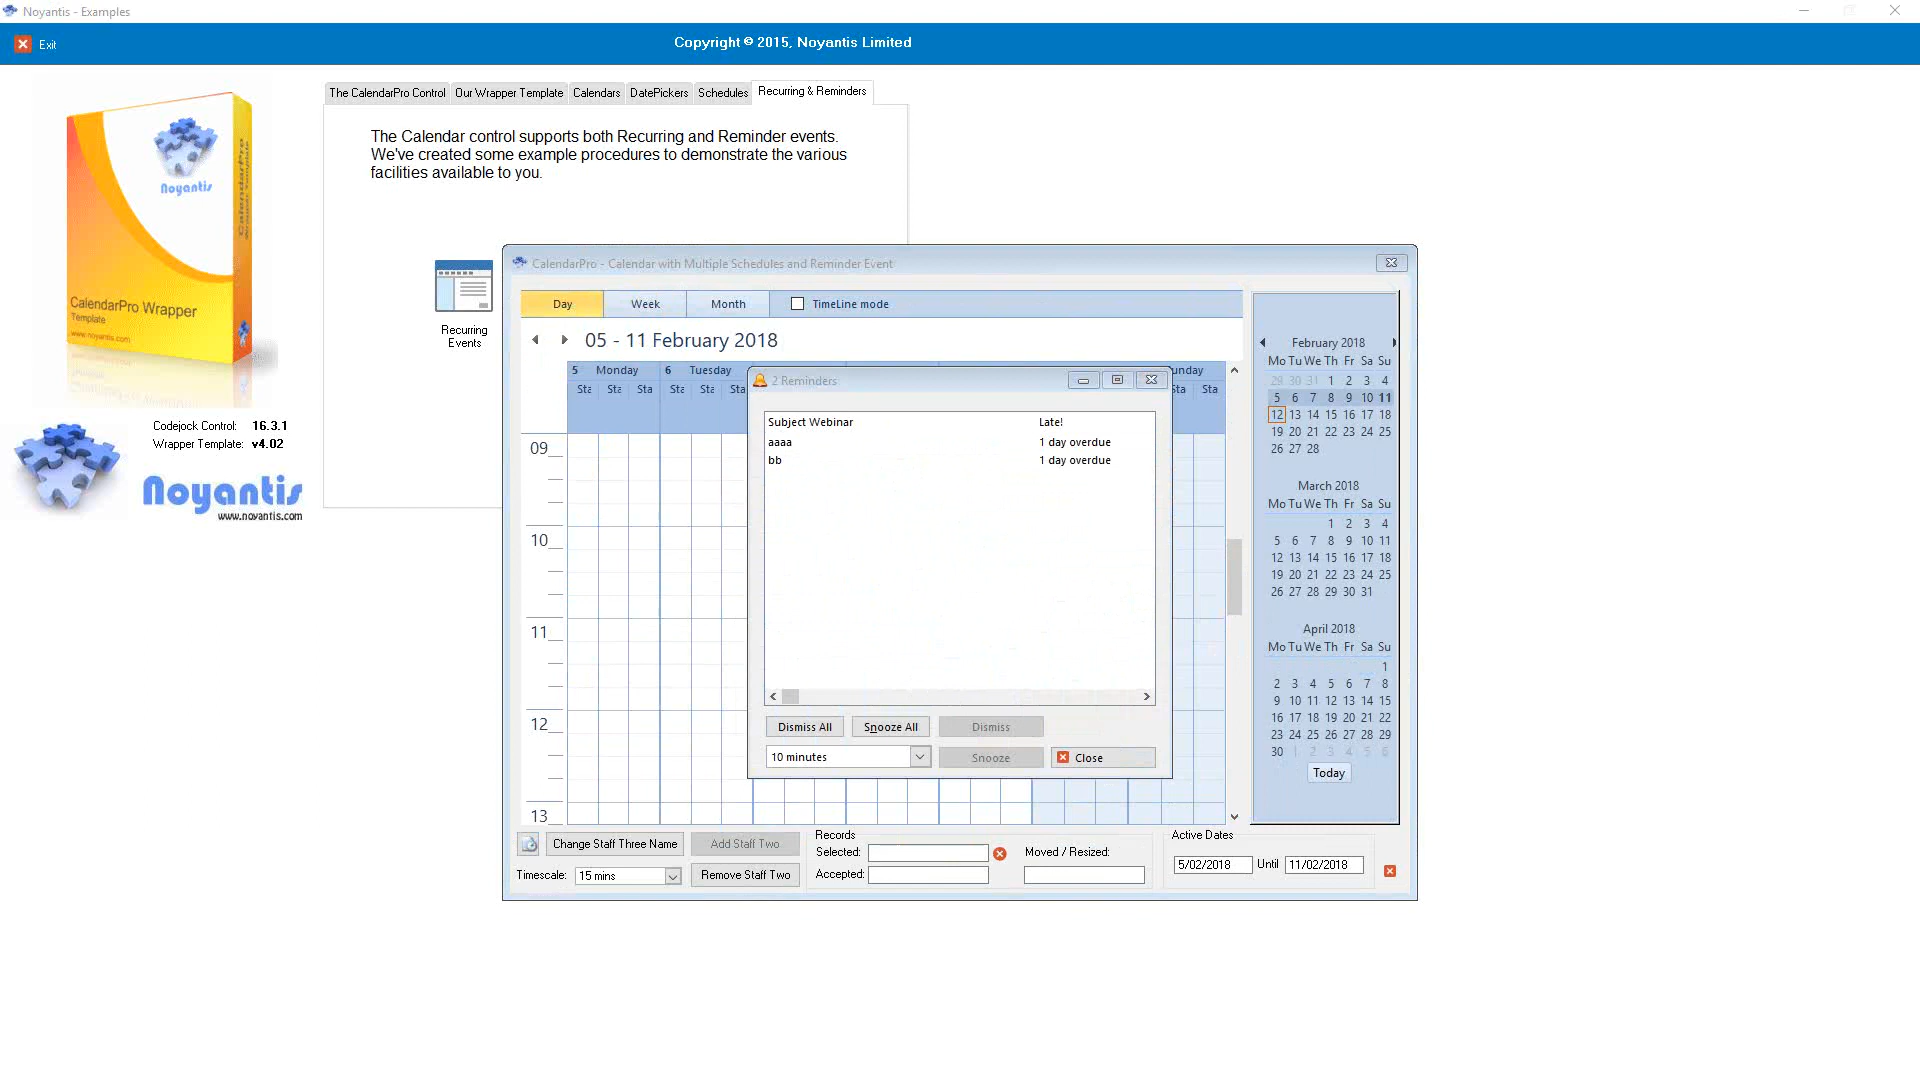 Noyantis - Examples
Exit
Copyright © 2015, Noyantis Limited
The CalendarPro Control
Our Wrapper Template
Calendars
DatePickers
Schedules
Recurring & Reminders
The Calendar control supports both Recurring and Reminder events.
We've created some example procedures to demonstrate the various
facilities available to you.
Noyantis
CalendarPro Wrapper
Template
www.noyantis.com
Codejock Control: 16.3.1
Wrapper Template: v4.02
Noyantis
www.noyantis.com
Recurring
Events
CalendarPro - Calendar with Multiple Schedules and Reminder Event
Day
Week
Month
TimeLine mode
05 - 11 February 2018
5 Monday
6 Tuesday
unday
Sta Sta Sta Sta Sta Sta
Sta Sta
09
10
11
12
13
2 Reminders
Subject Webinar Late!
aaaa 1 day overdue
bb 1 day overdue
Dismiss All
Snooze All
Dismiss
10 minutes
Snooze
Close
February 2018
Mo Tu We Th Fr Sa Su
29 30 31 1 2 3 4
5 6 7 8 9 10 11
12 13 14 15 16 17 18
19 20 21 22 23 24 25
26 27 28
March 2018
Mo Tu We Th Fr Sa Su
1 2 3 4
5 6 7 8 9 10 11
12 13 14 15 16 17 18
19 20 21 22 23 24 25
26 27 28 29 30 31
April 2018
Mo Tu We Th Fr Sa Su
1
2 3 4 5 6 7 8
9 10 11 12 13 14 15
16 17 18 19 20 21 22
23 24 25 26 27 28 29
30 1 2 3 4 5 6
Today
Change Staff Three Name
Add Staff Two
Timescale: 15 mins
Remove Staff Two
Records
Selected:
Accepted:
Moved / Resized:
Active Dates
5/02/2018 Until 11/02/2018